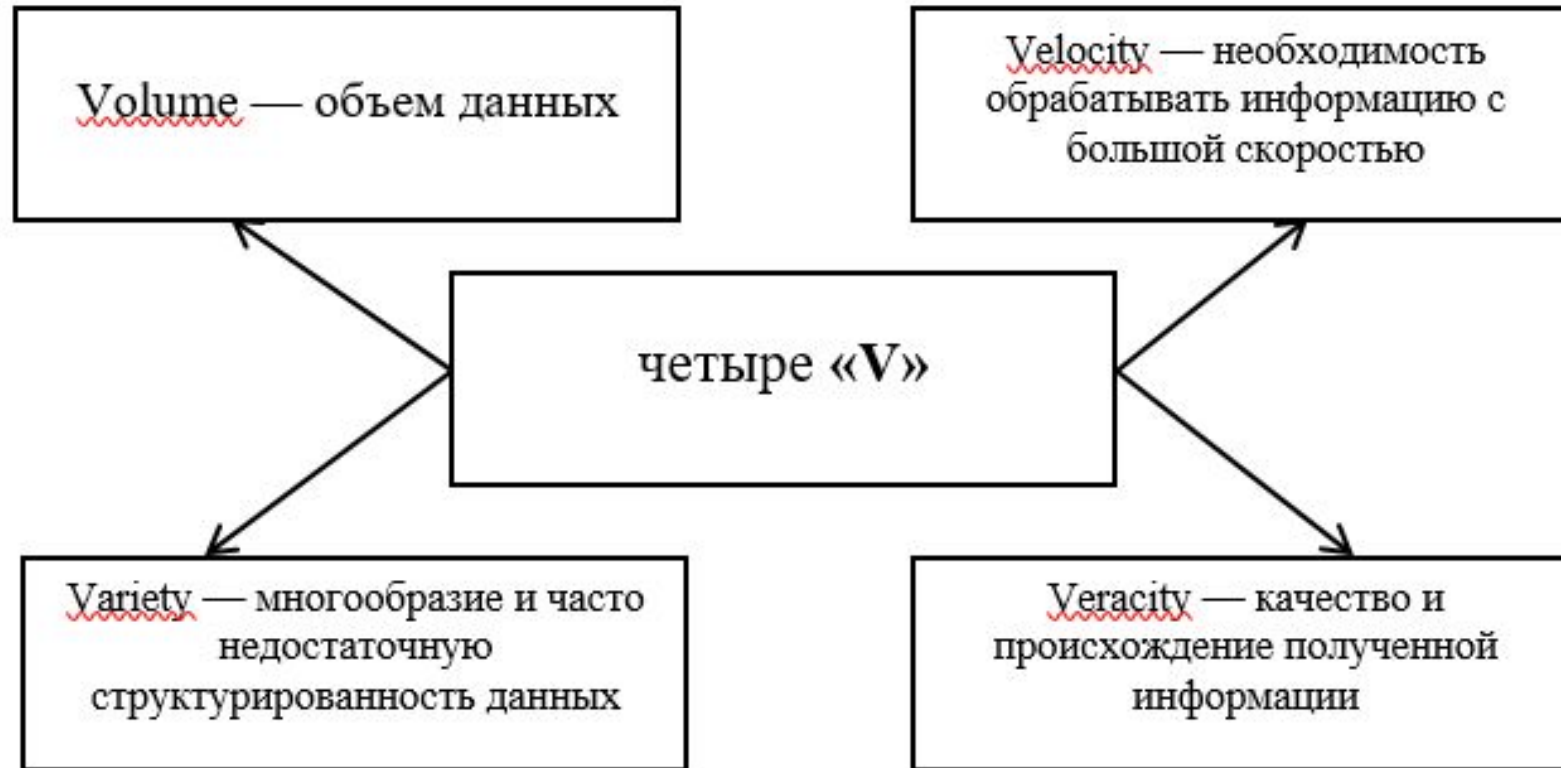 Volume — объем данных
Velocity — необходимость
обрабатывать информацию с
большой скоростью
четыре «V»
Variety — многообразие и часто
недостаточную
структурированность данных
Veracity — качество и
происхождение полученной
информации